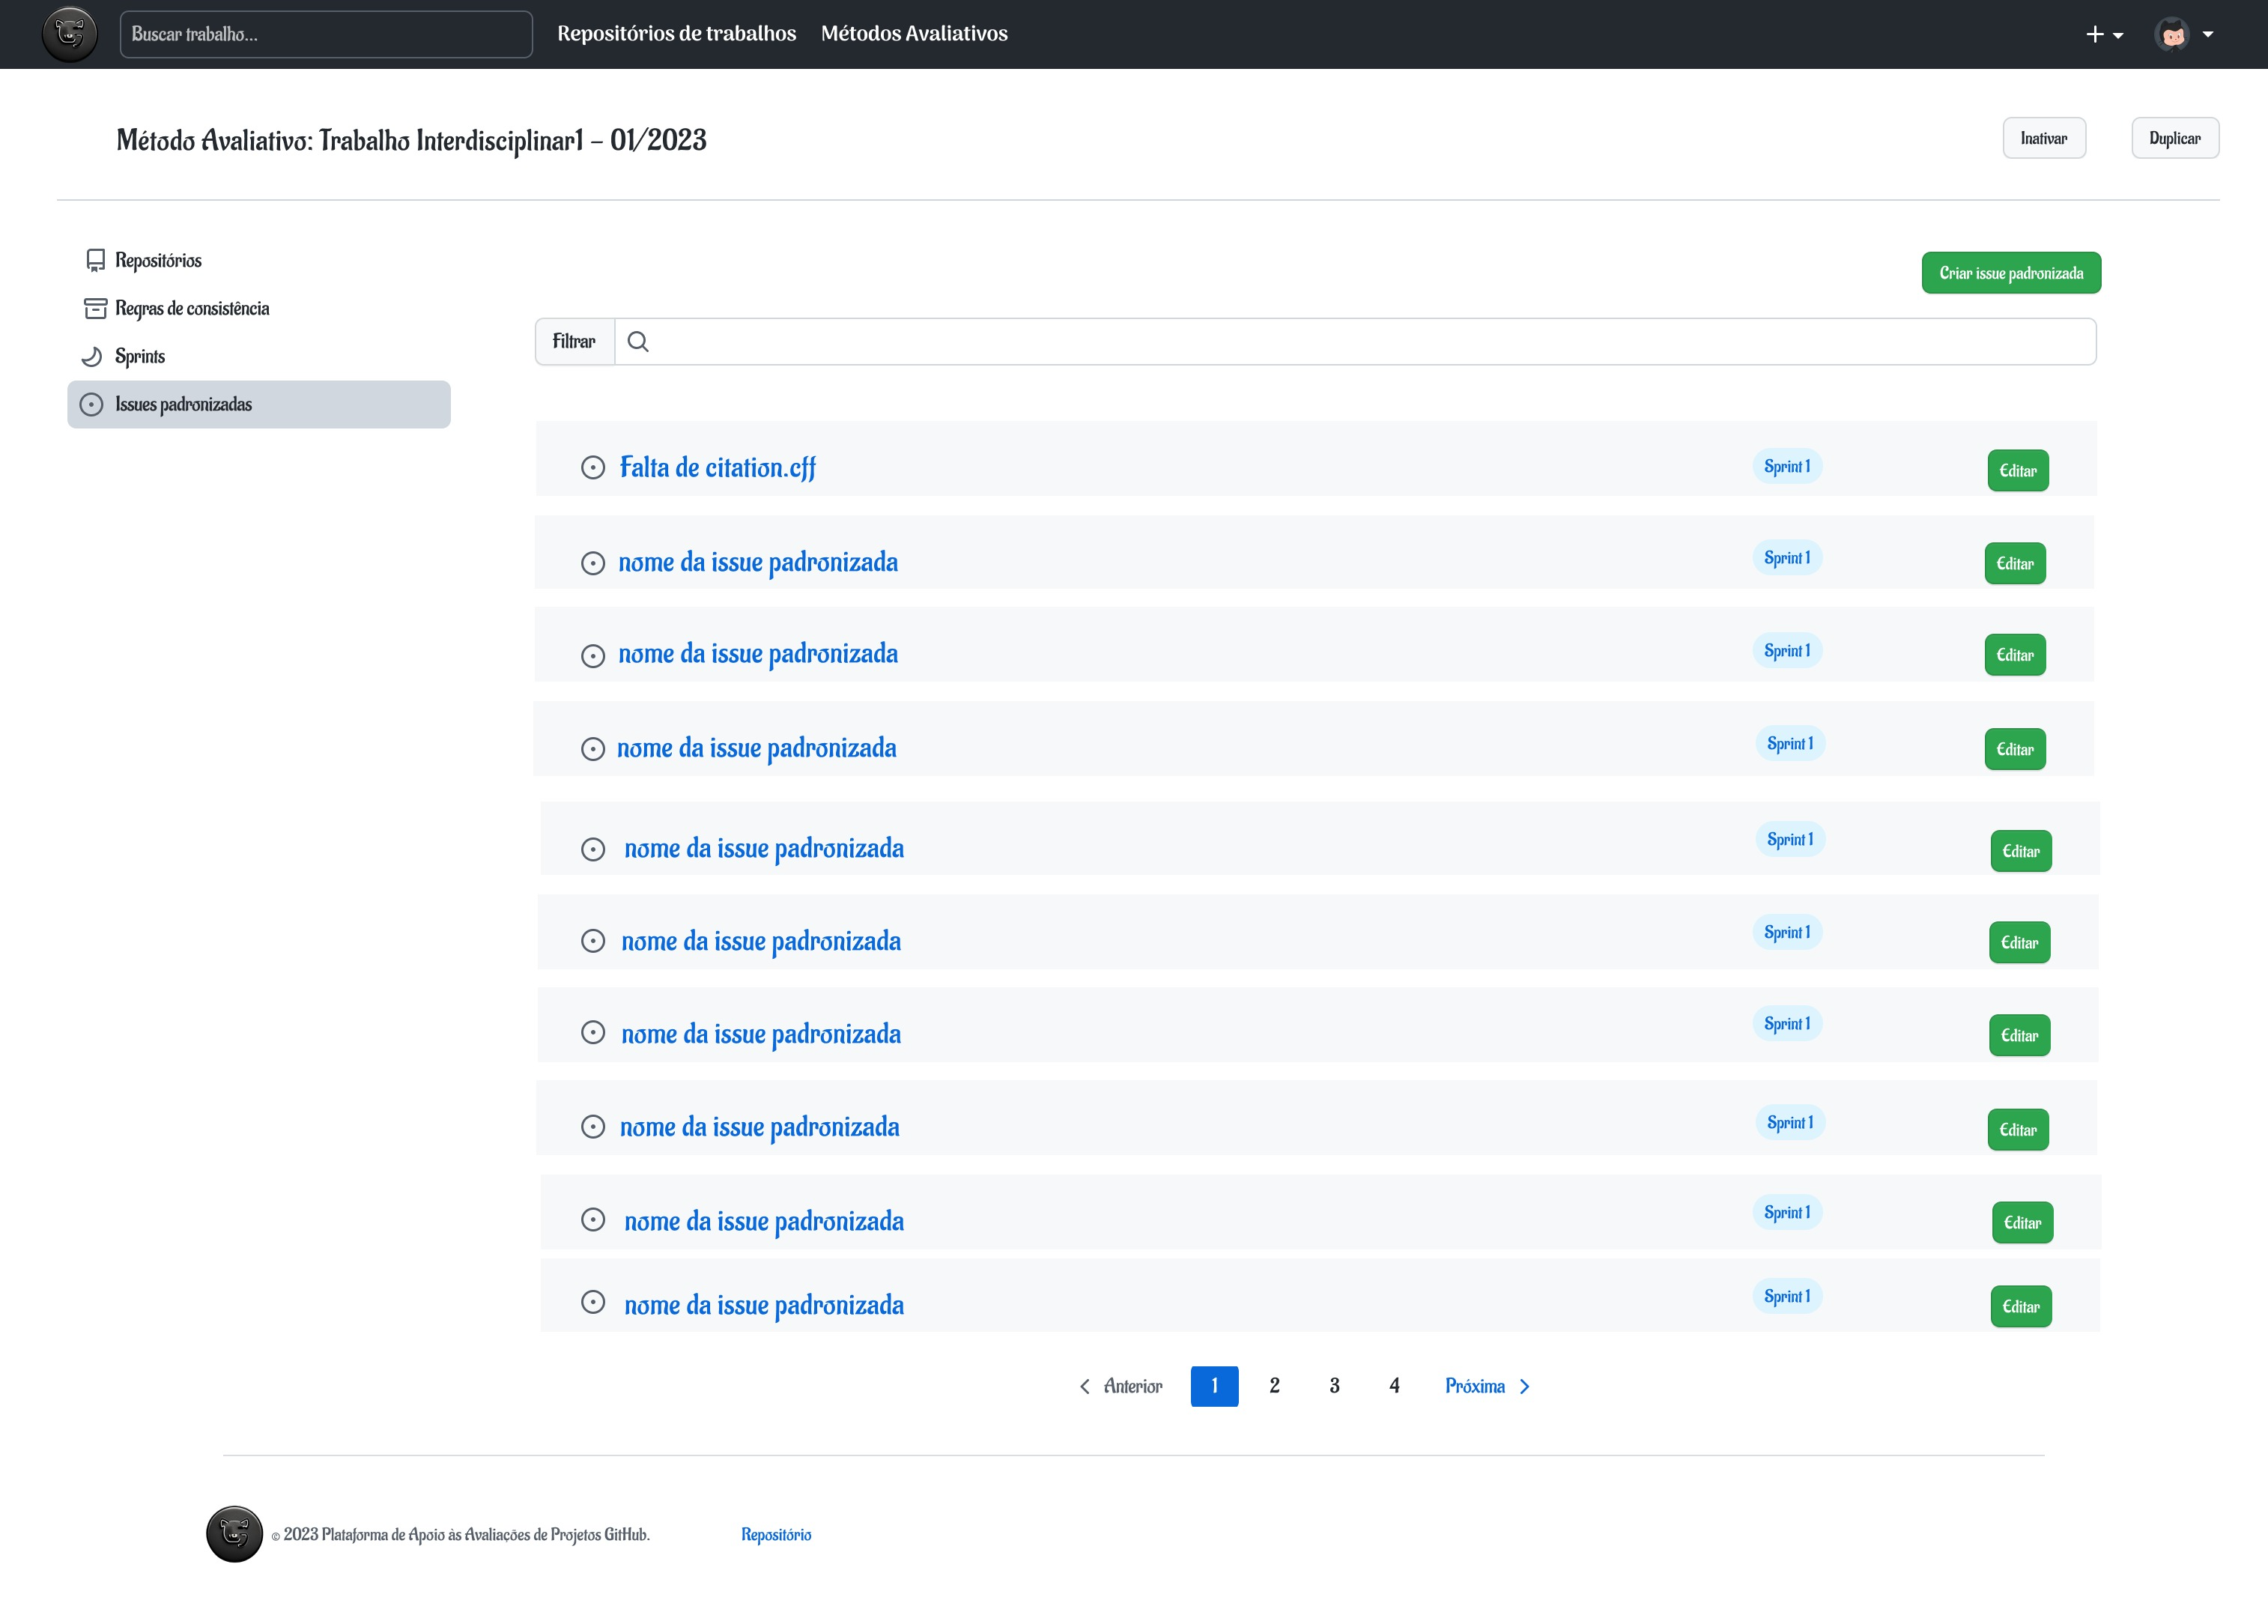 Buscar trabalho...
Repositórios de trabalhos
Métodos Avaliativos
Método Avaliativo: Trabalho Interdisciplinar1 – 01/2023
Inativar
Duplicar
Repositórios
Regras de consistência
Sprints
Issues padronizadas
Criar issue padronizada
Filtrar
Falta de citation.cff
Sprint 1
Editar
nome da issue padronizada
Sprint 1
Editar
nome da issue padronizada
Sprint 1
Editar
nome da issue padronizada
Sprint 1
Editar
nome da issue padronizada
Sprint 1
Editar
nome da issue padronizada
Sprint 1
Editar
nome da issue padronizada
Sprint 1
Editar
nome da issue padronizada
Sprint 1
Editar
nome da issue padronizada
Sprint 1
Editar
nome da issue padronizada
Sprint 1
Editar
Anterior 1 2 3 4 Próxima
© 2023 Plataforma de Apoio às Avaliações de Projetos GitHub.
Repositório